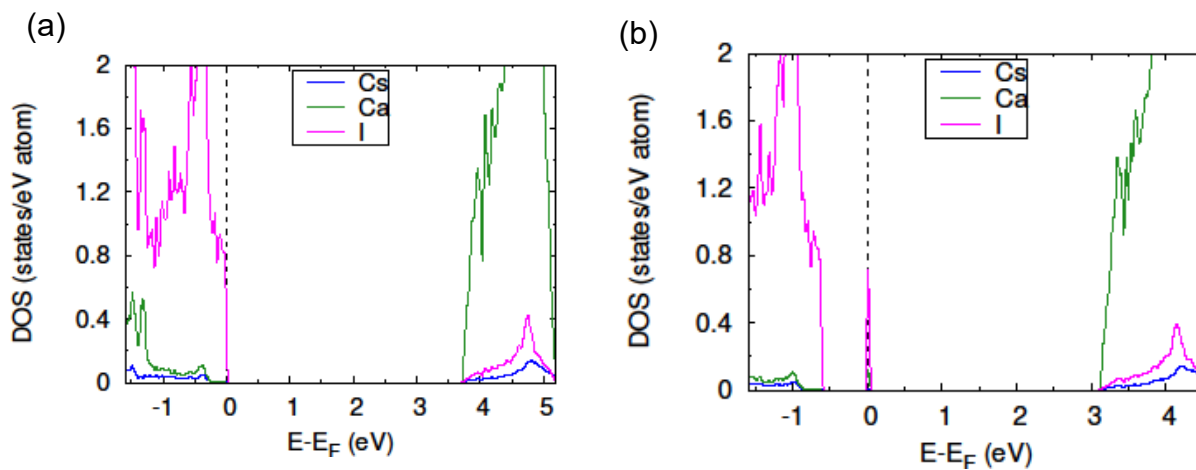 (a)
DOS (states/eV atom)
2
1.6
1.2
0.8
0.4
0
Cs
Ca
I
-1 0 1 2 3 4 5
E-E_F (eV)
(b)
DOS (states/eV atom)
2
1.6
1.2
0.8
0.4
0
Cs
Ca
I
-1 0 1 2 3 4
E-E_F (eV)